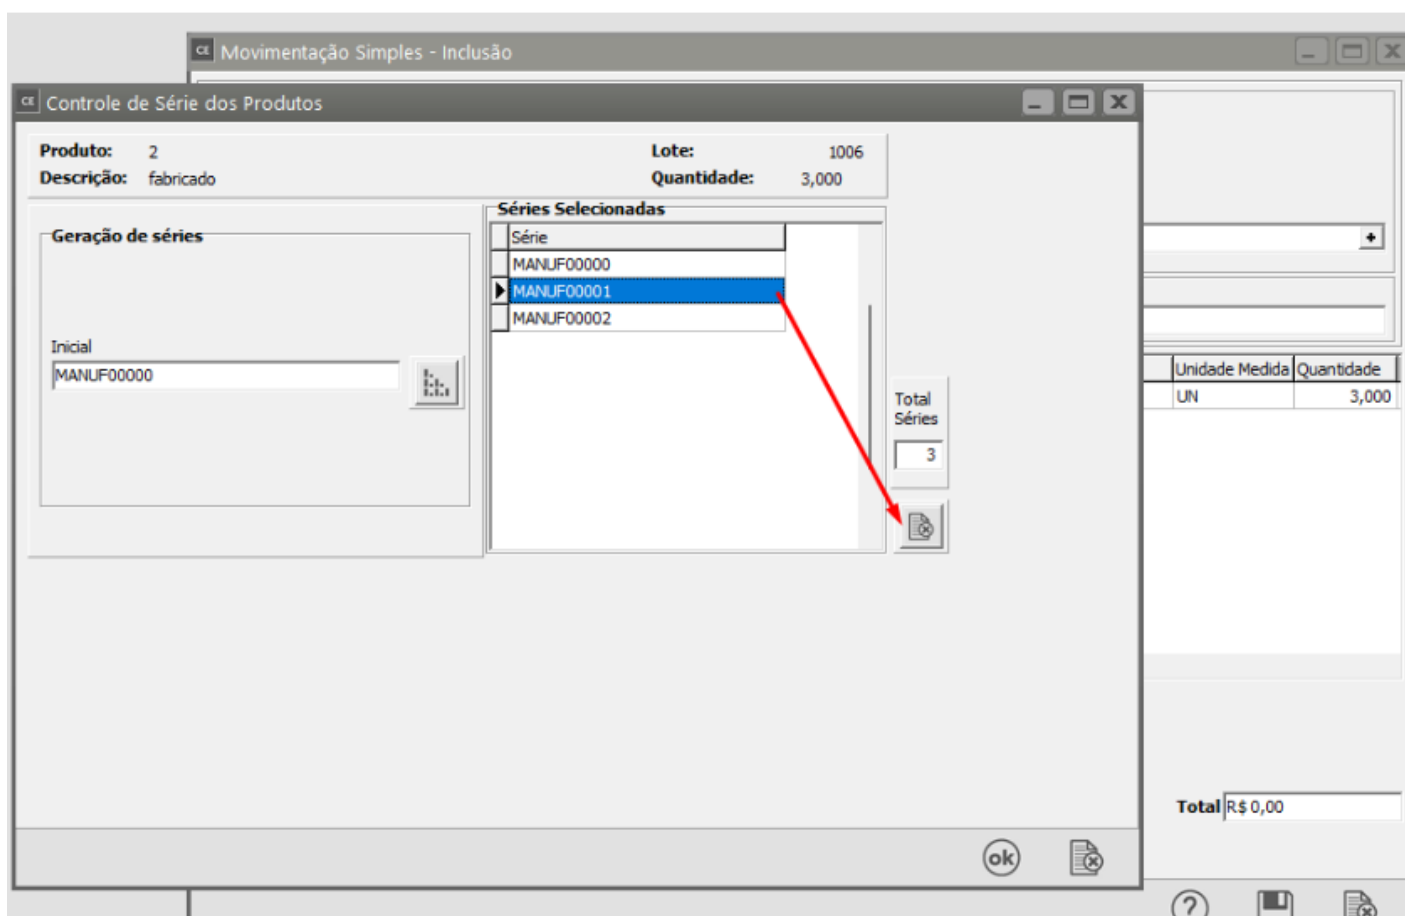 CE Movimentação Simples - Inclusão
CE Controle de Série dos Produtos
Produto: 2 Lote: 1006
Descrição: fabricado Quantidade: 3,000
Séries Selecionadas
Geração de séries
Série
MANUF00000
MANUF00001
MANUF00002
Inicial
MANUF00000
Total
Séries
3
+
Unidade Medida Quantidade
UN 3,000
Total R$ 0,00
ok
?